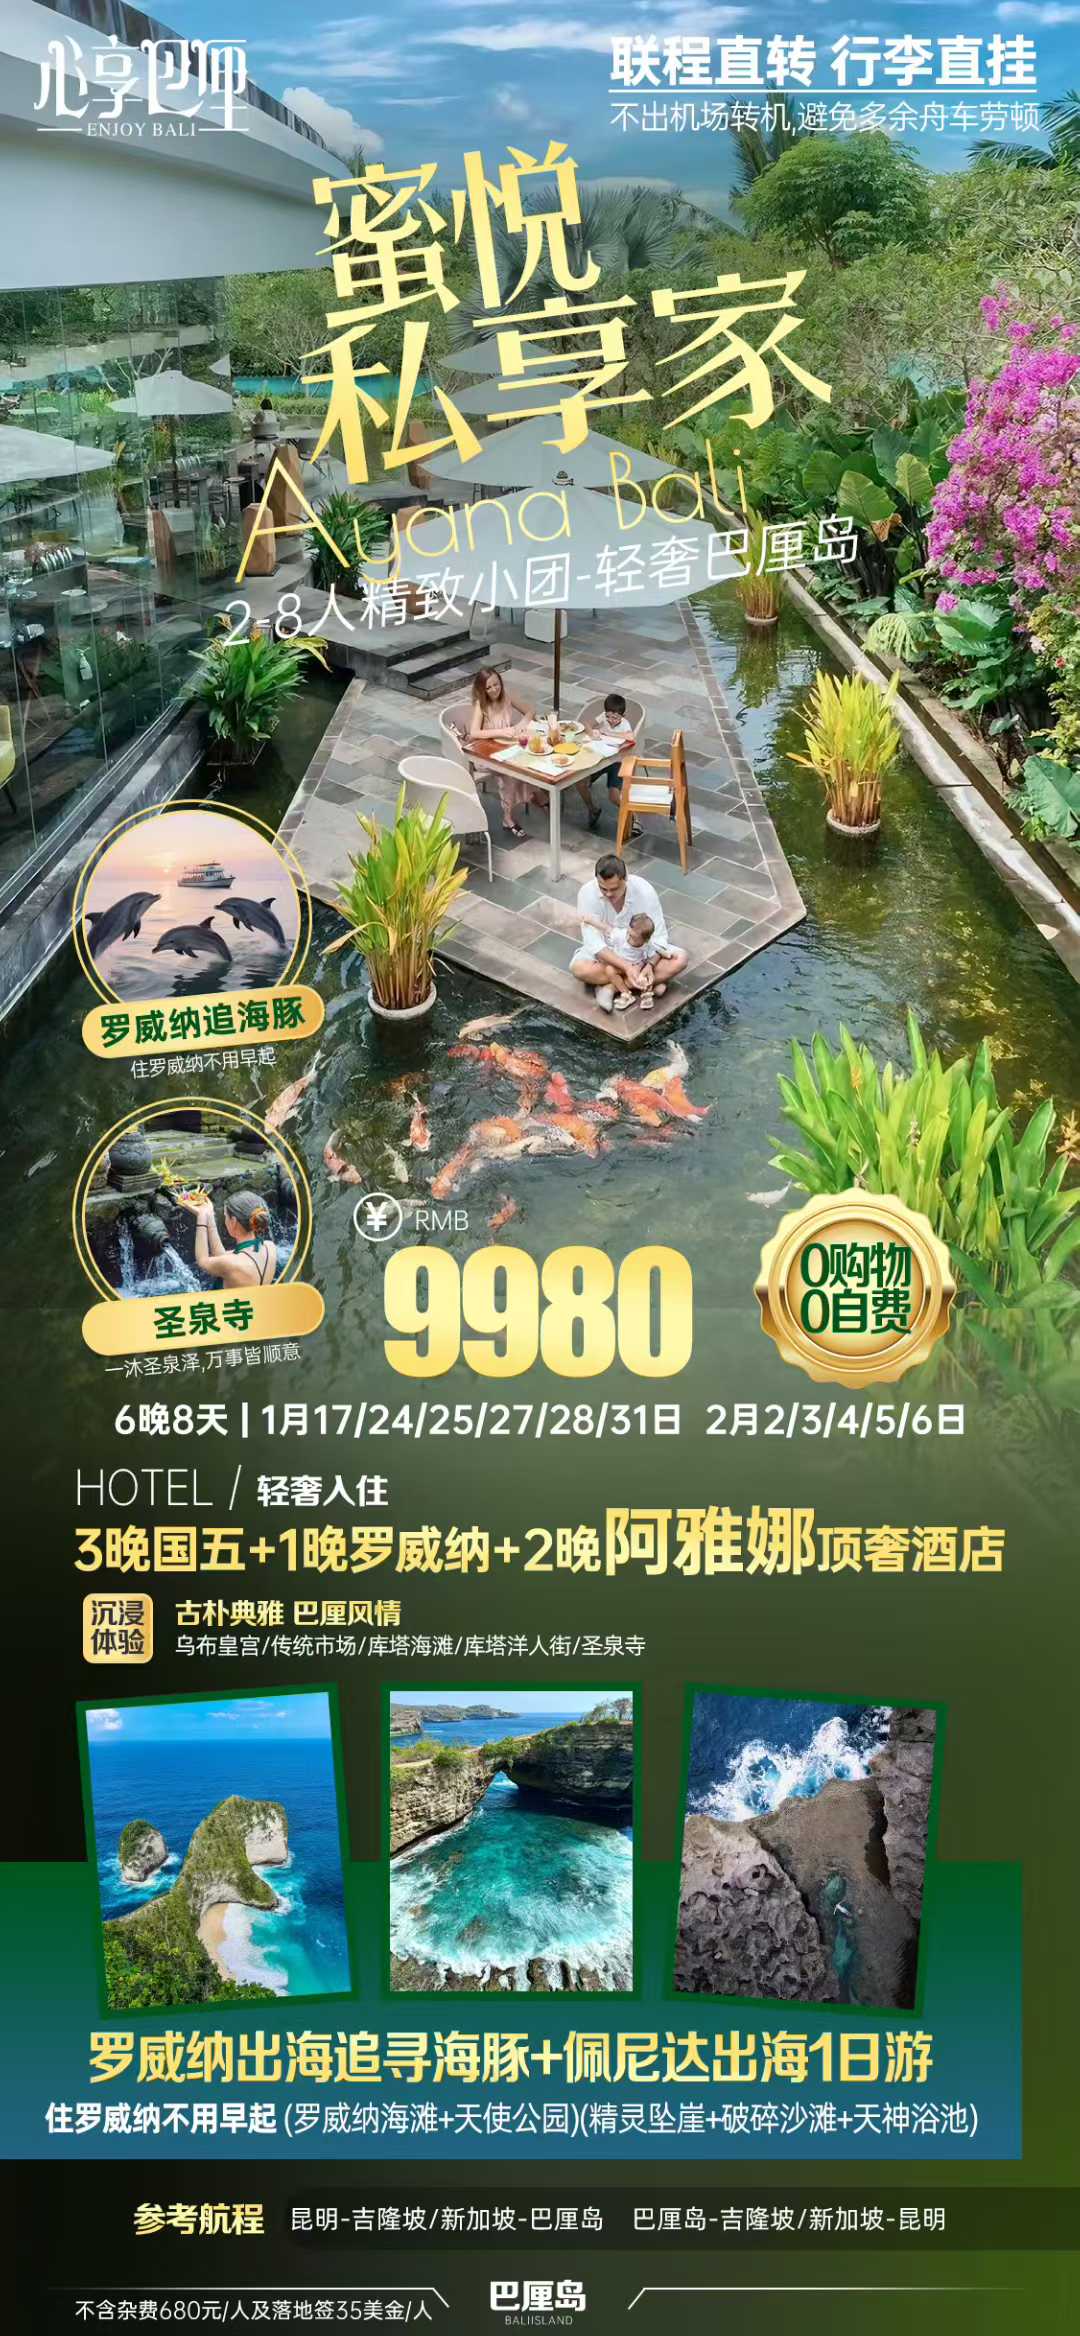 心享巴厘
ENJOY BALI
联程直转 行李直挂
不出机场转机,避免多余舟车劳顿
蜜悦
私享家
Ayana Bali
2-8人精致小团-轻奢巴厘岛
罗威纳追海豚
住罗威纳不用早起
圣泉寺
一沐圣泉泽,万事皆顺意
¥ RMB
9980
0购物
0自费
6晚8天 | 1月17/24/25/27/28/31日 2月2/3/4/5/6日
HOTEL / 轻奢入住
3晚国五+1晚罗威纳+2晚阿雅娜顶奢酒店
沉浸
体验
古朴典雅 巴厘风情
乌布皇宫/传统市场/库塔海滩/库塔洋人街/圣泉寺
罗威纳出海追寻海豚+佩尼达出海1日游
住罗威纳不用早起 (罗威纳海滩+天使公园)(精灵坠崖+破碎沙滩+天神浴池)
参考航程 昆明-吉隆坡/新加坡-巴厘岛 巴厘岛-吉隆坡/新加坡-昆明
不含杂费680元/人及落地签35美金/人
巴厘岛
BALIISLAND